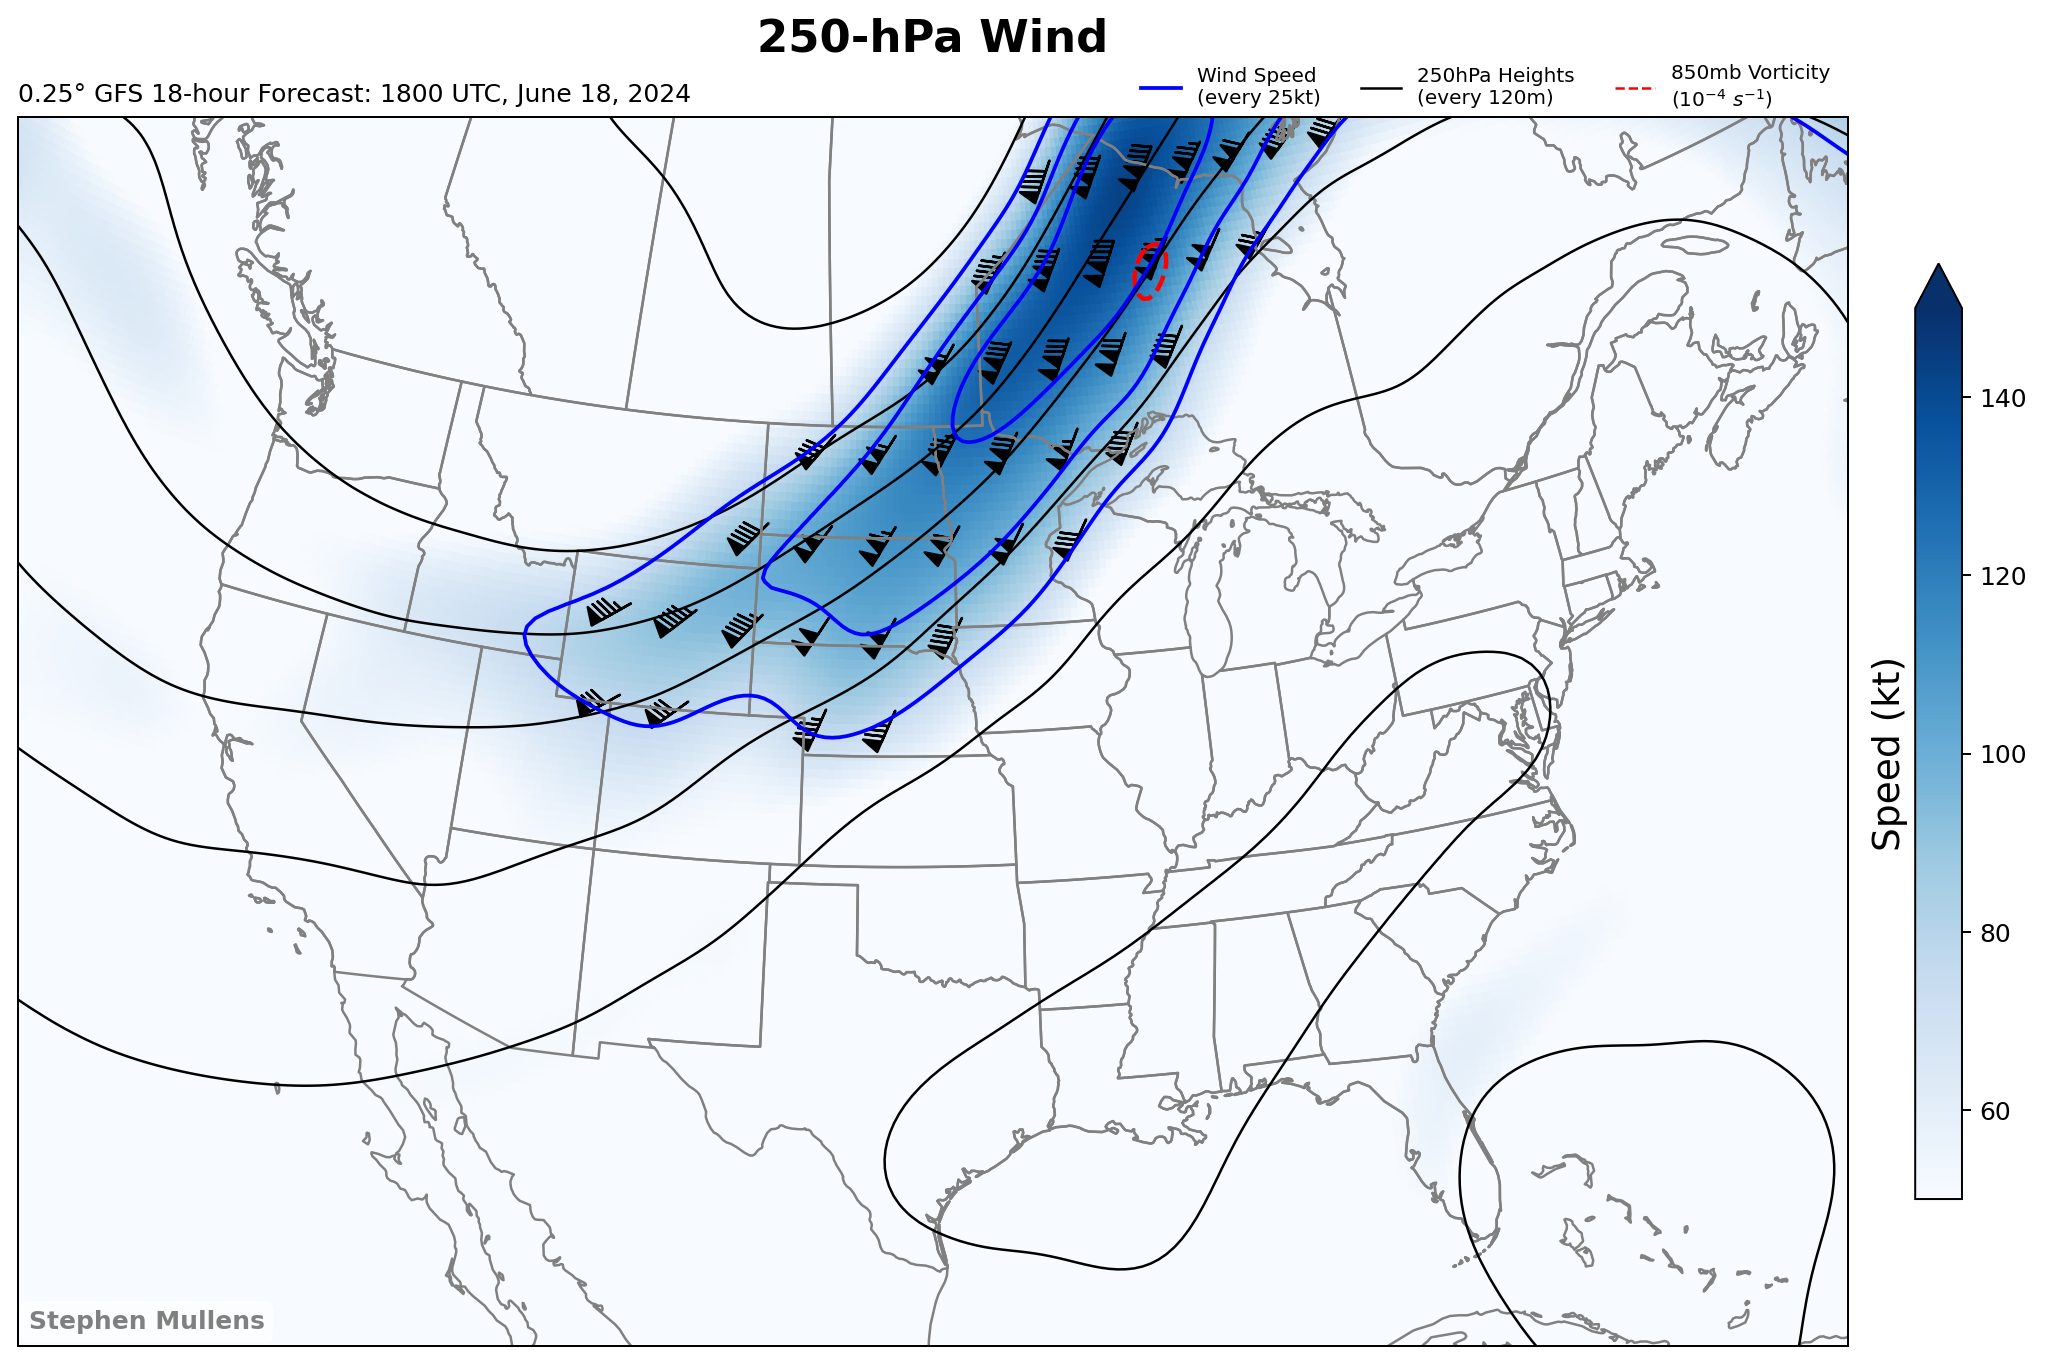 250-hPa Wind
0.25° GFS 18-hour Forecast: 1800 UTC, June 18, 2024
Wind Speed
(every 25kt)
250hPa Heights
(every 120m)
850mb Vorticity
(10⁻⁴ s⁻¹)
140
120
100
80
60
Speed (kt)
Stephen Mullens